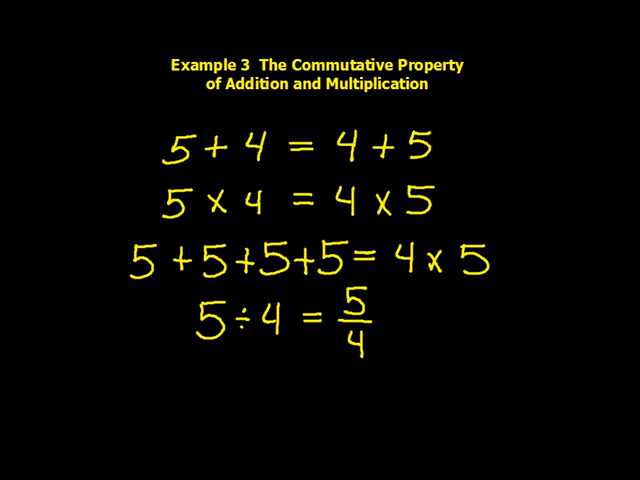 Example 3 The Commutative Property
of Addition and Multiplication
5 + 4 = 4 + 5
5 x 4 = 4 x 5
5 + 5 + 5 + 5 = 4 x 5
5 ÷ 4 = 5/4